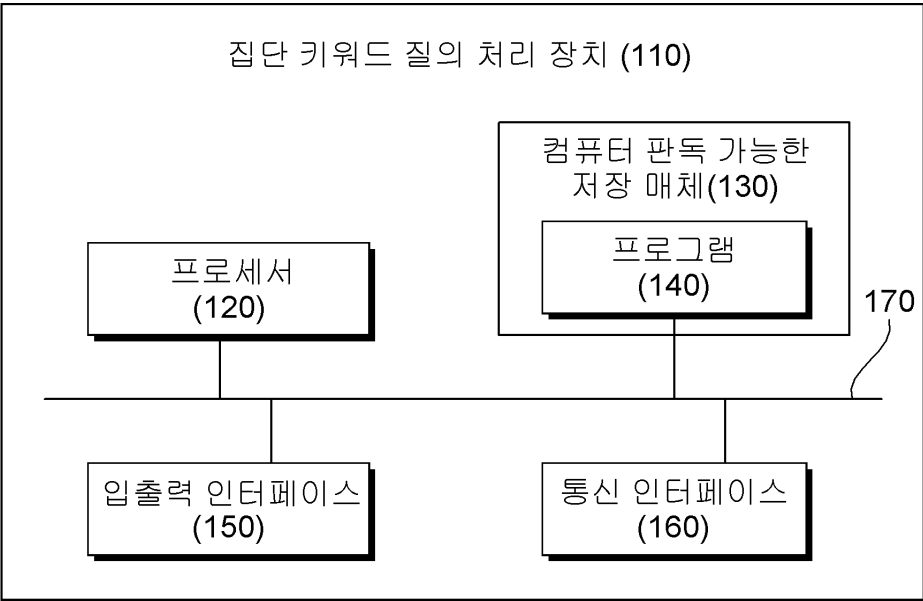 집단 키워드 질의 처리 장치 (110)
컴퓨터 판독 가능한
저장 매체(130)
프로세서
(120)
프로그램
(140)
170
입출력 인터페이스
(150)
통신 인터페이스
(160)